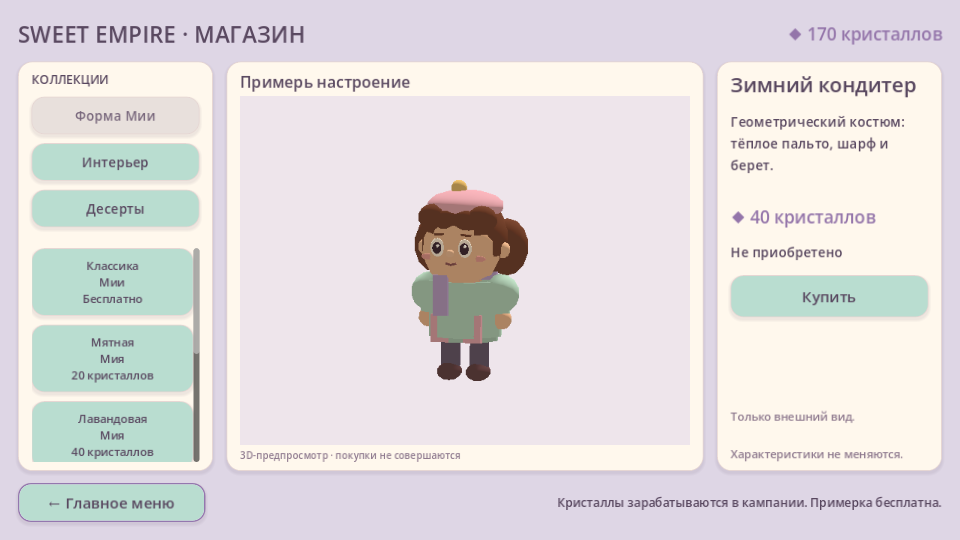 SWEET EMPIRE · МАГАЗИН
◆ 170 кристаллов
КОЛЛЕКЦИИ
Форма Мии
Интерьер
Десерты
Классика
Мии
Бесплатно
Мятная
Мия
20 кристаллов
Лавандовая
Мия
40 кристаллов
Примерь настроение
3D-предпросмотр · покупки не совершаются
Зимний кондитер
Геометрический костюм:
тёплое пальто, шарф и
берет.
◆ 40 кристаллов
Не приобретено
Купить
Только внешний вид.
Характеристики не меняются.
← Главное меню
Кристаллы зарабатываются в кампании. Примерка бесплатна.